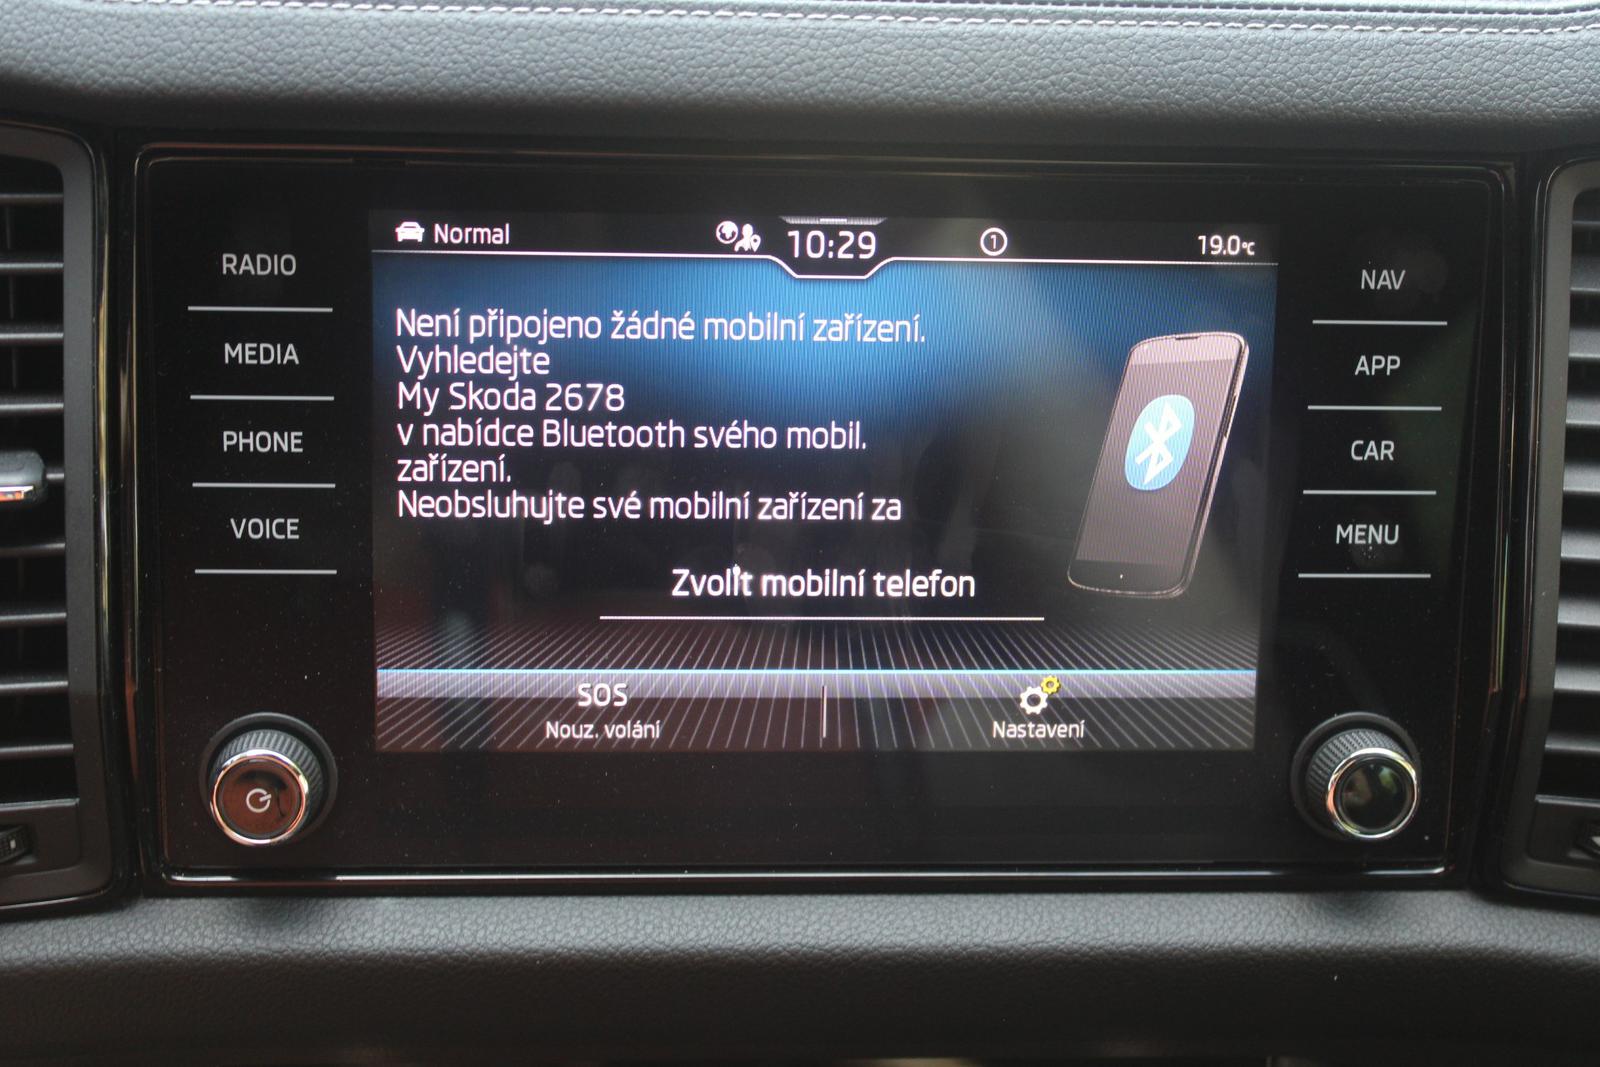 Normal
10:29
1
19.0°C
RADIO
MEDIA
PHONE
VOICE
Není připojeno žádné mobilní zařízení.
Vyhledejte
My Skoda 2678
v nabídce Bluetooth svého mobil.
zařízení.
Neobsluhujte své mobilní zařízení za
Zvolit mobilní telefon
SOS
Nouz. volání
Nastavení
NAV
APP
CAR
MENU